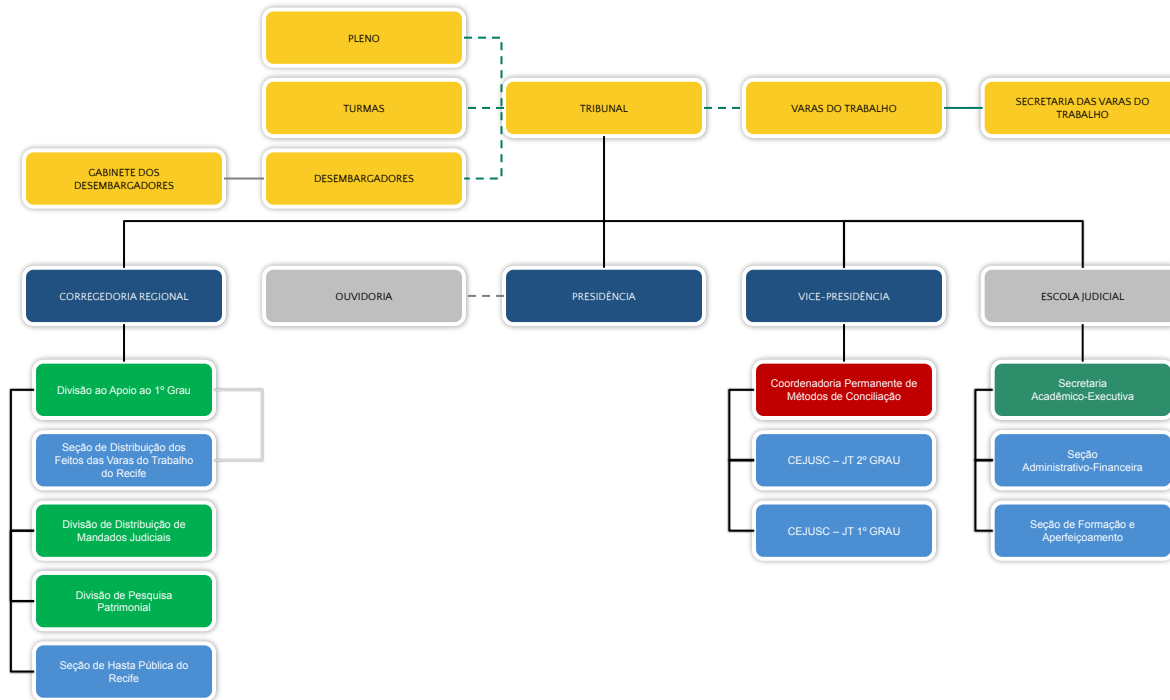 PLENO
TURMAS
TRIBUNAL
VARAS DO TRABALHO
SECRETARIA DAS VARAS DO
TRABALHO
GABINETE DOS
DESEMBARGADORES
DESEMBARGADORES
CORREGEDORIA REGIONAL
OUVIDORIA
PRESIDÊNCIA
VICE-PRESIDÊNCIA
ESCOLA JUDICIAL
Divisão ao Apoio ao 1º Grau
Seção de Distribuição dos
Feitos das Varas do Trabalho
do Recife
Divisão de Distribuição de
Mandados Judiciais
Divisão de Pesquisa
Patrimonial
Seção de Hasta Pública do
Recife
Coordenadoria Permanente de
Métodos de Conciliação
CEJUSC – JT 2º GRAU
CEJUSC – JT 1º GRAU
Secretaria
Acadêmico-Executiva
Seção
Administrativo-Financeira
Seção de Formação e
Aperfeiçoamento